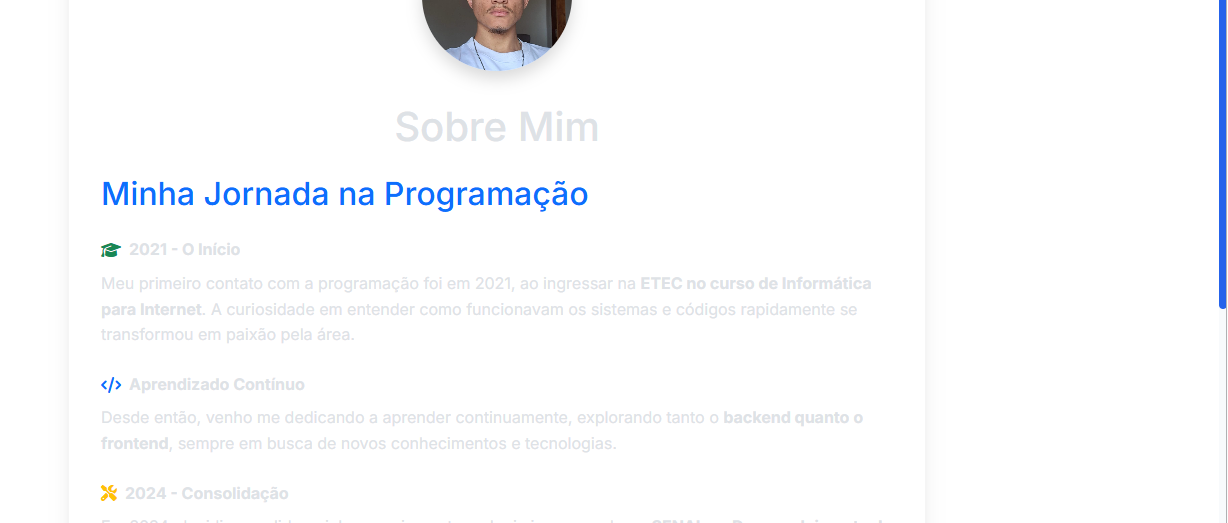 Sobre Mim
Minha Jornada na Programação
2021 - O Início
Meu primeiro contato com a programação foi em 2021, ao ingressar na ETEC no curso de Informática
para Internet. A curiosidade em entender como funcionavam os sistemas e códigos rapidamente se
transformou em paixão pela área.
Aprendizado Contínuo
Desde então, venho me dedicando a aprender continuamente, explorando tanto o backend quanto o
frontend, sempre em busca de novos conhecimentos e tecnologias.
2024 - Consolidação